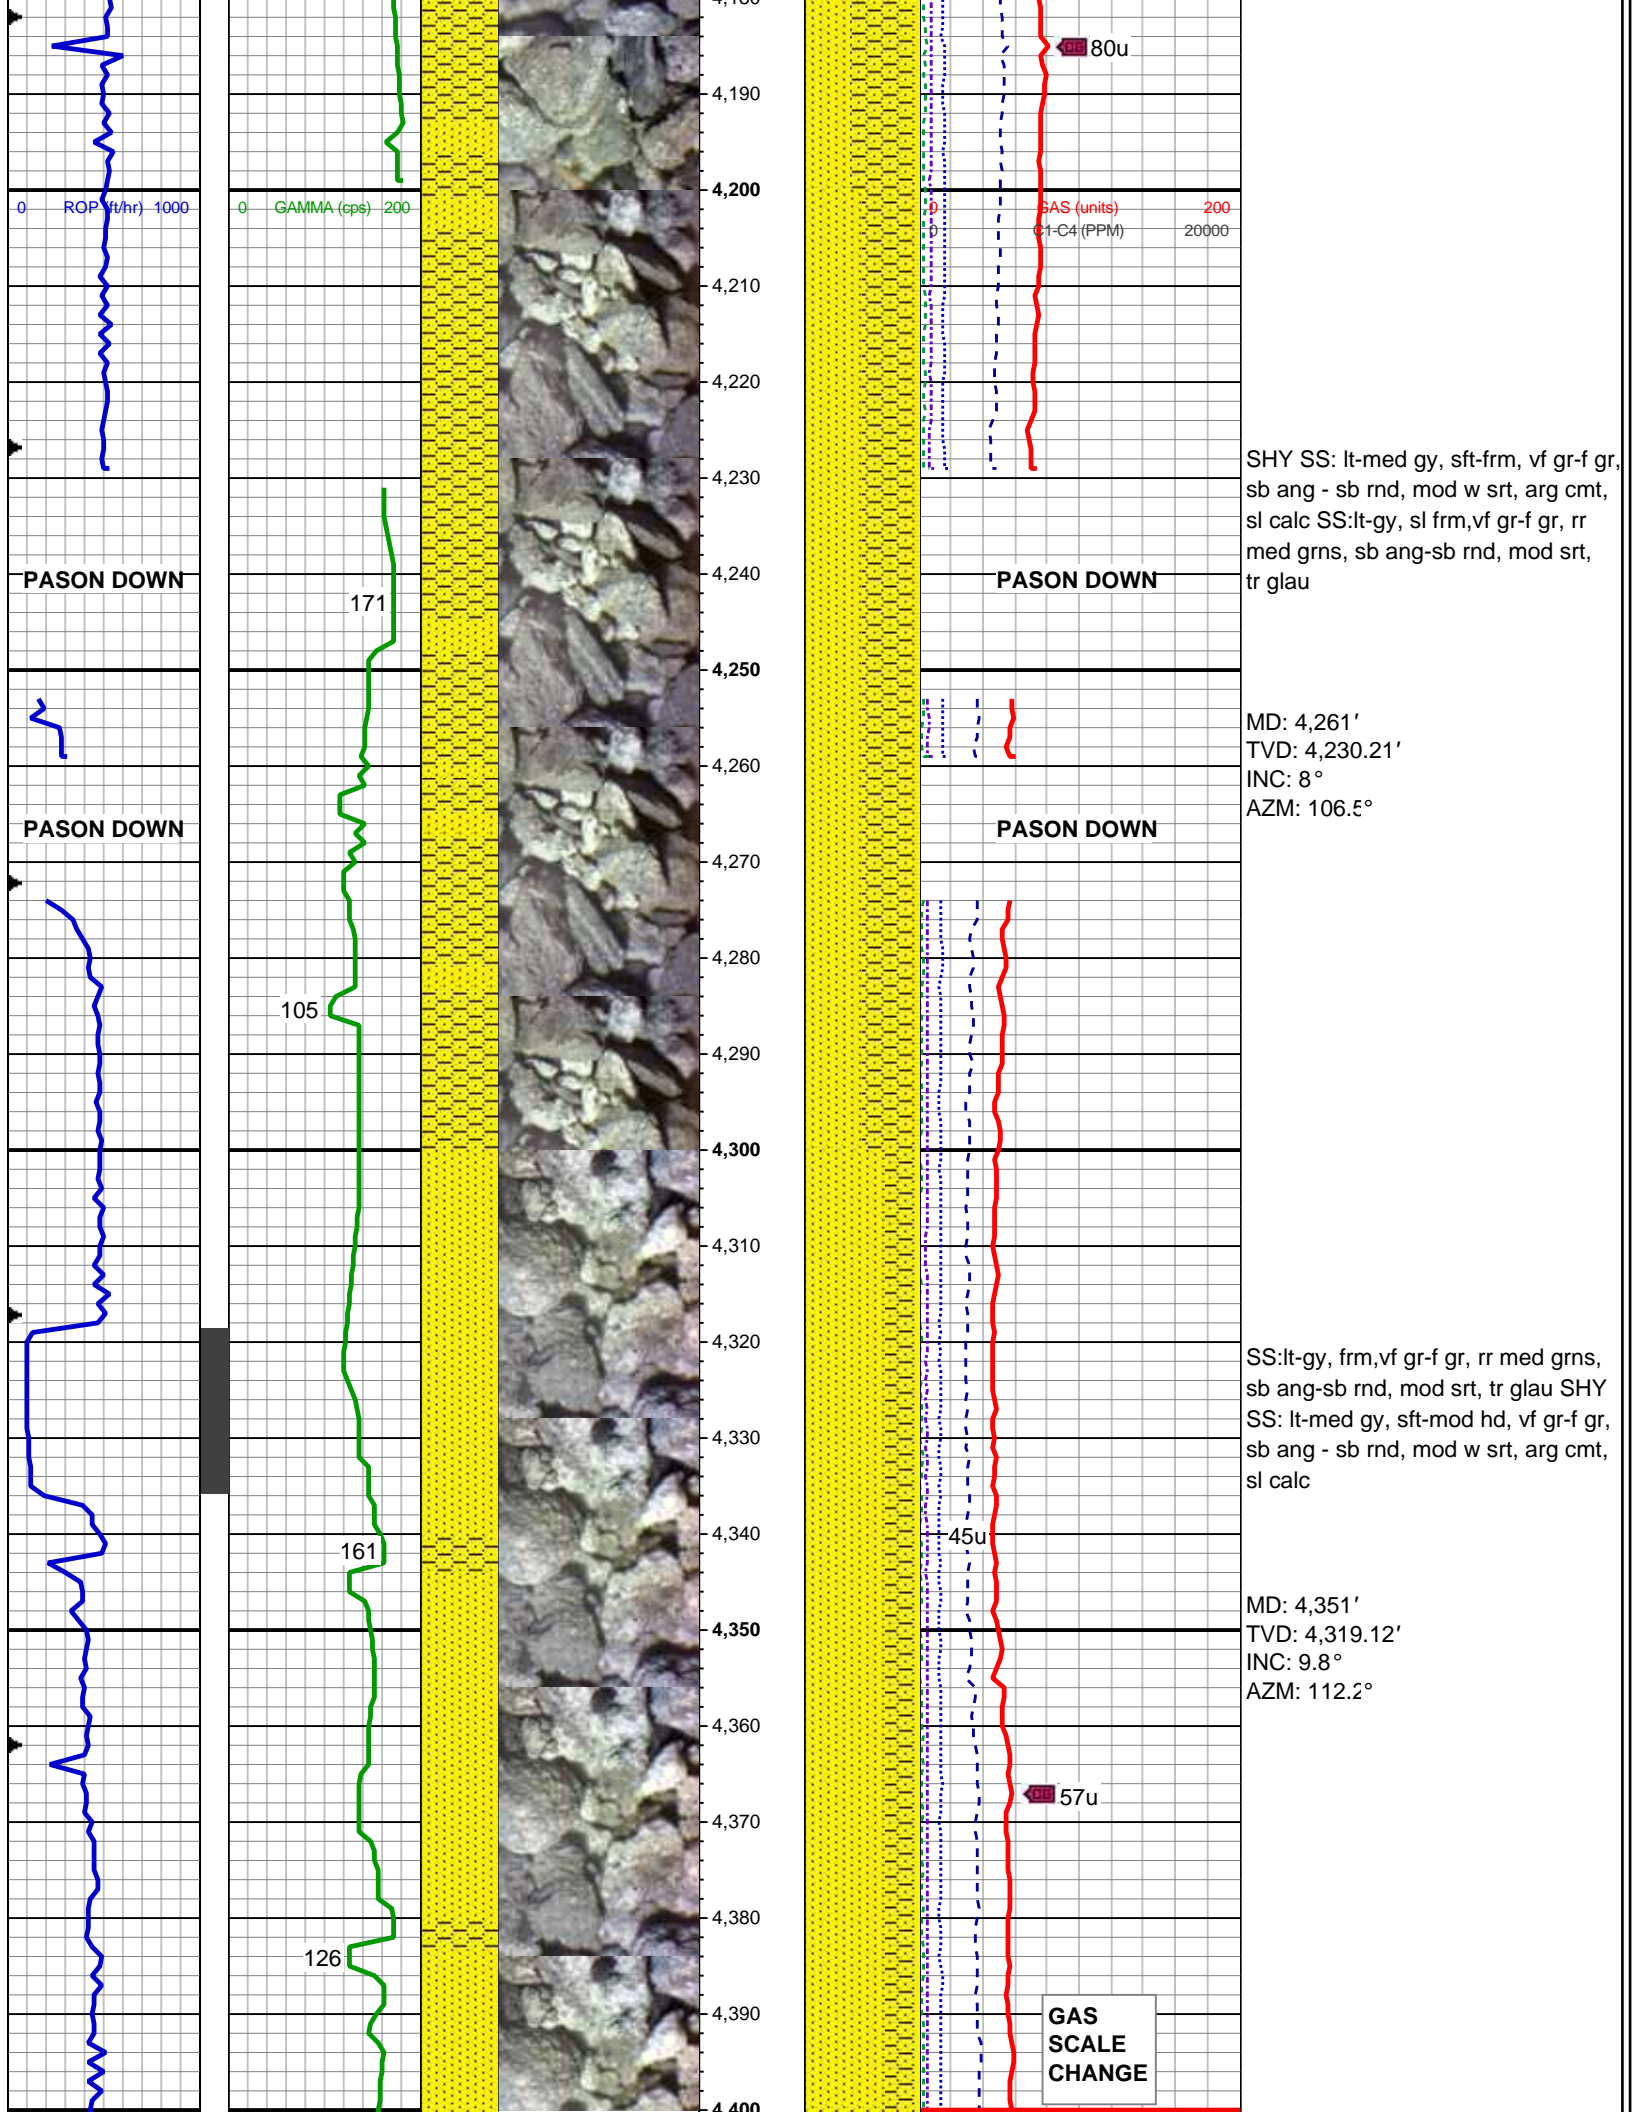 80u
4,190
4,200
0 ROP (ft/hr) 1000
0 GAMMA (cps) 200
0 GAS (units) 200
0 C1-C4 (PPM) 20000
4,210
4,220
4,230
SHY SS: lt-med gy, sft-frm, vf gr-f gr,
sb ang - sb rnd, mod w srt, arg cmt,
sl calc SS:lt-gy, sl frm,vf gr-f gr, rr
med grns, sb ang-sb rnd, mod srt,
tr glau
PASON DOWN
171
4,240
PASON DOWN
4,250
MD: 4,261'
TVD: 4,230.21'
INC: 8°
AZM: 106.5°
4,260
PASON DOWN
PASON DOWN
4,270
4,280
105
4,290
4,300
4,310
4,320
SS:lt-gy, frm,vf gr-f gr, rr med grns,
sb ang-sb rnd, mod srt, tr glau SHY
SS: lt-med gy, sft-mod hd, vf gr-f gr,
sb ang - sb rnd, mod w srt, arg cmt,
sl calc
4,330
161
4,340
45u
4,350
MD: 4,351'
TVD: 4,319.12'
INC: 9.8°
AZM: 112.2°
4,360
57u
4,370
4,380
126
4,390
GAS
SCALE
CHANGE
4,400